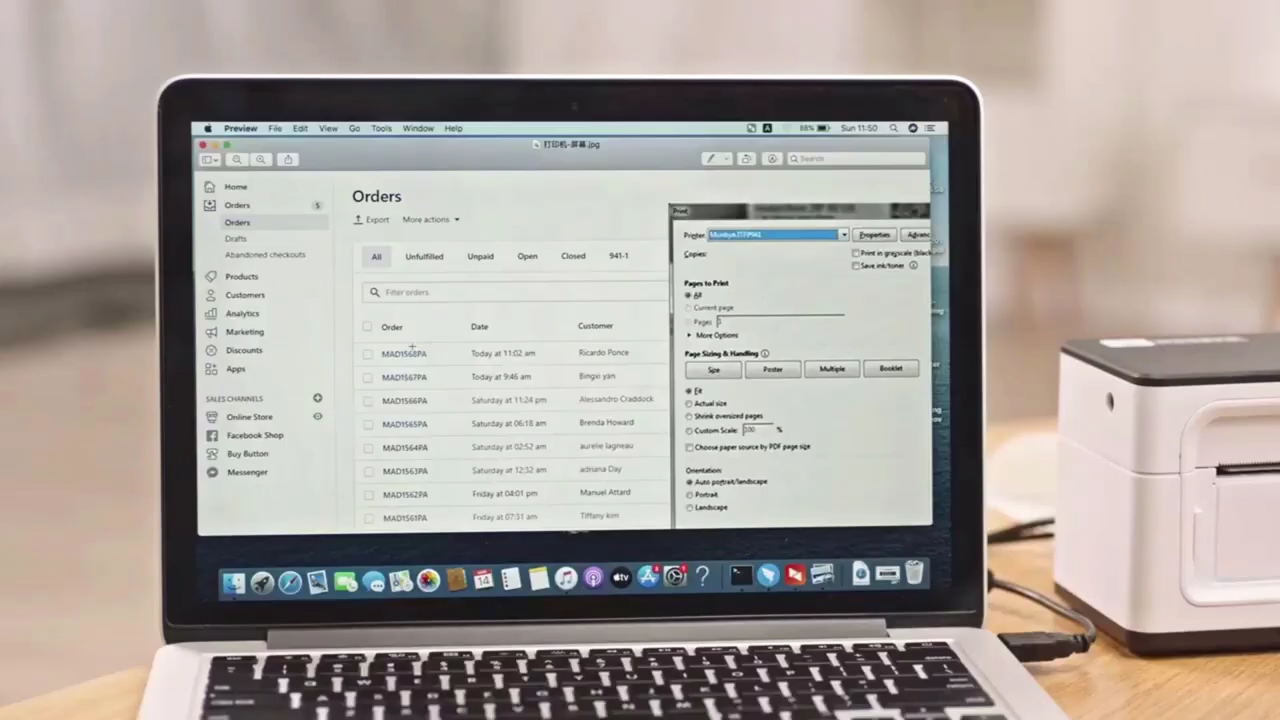 Preview File Edit View Go Tools Window Help 88% Sun 11:50
打印机-屏幕.jpg
Search
Home
Orders 5
Orders
Drafts
Abandoned checkouts
Products
Customers
Analytics
Marketing
Discounts
Apps
SALES CHANNELS
Online Store
Facebook Shop
Buy Button
Messenger
Orders
Export More actions
All Unfulfilled Unpaid Open Closed 941-1
Filter orders
Order Date Customer
MAD1568PA Today at 11:02 am Ricardo Ponce
MAD1567PA Today at 9:46 am Bingxi yan
MAD1566PA Saturday at 11:24 pm Alessandro Craddock
MAD1565PA Saturday at 06:18 am Brenda Howard
MAD1564PA Saturday at 02:52 am aurelie lagneau
MAD1563PA Saturday at 12:32 am adriana Day
MAD1562PA Friday at 04:01 pm Manuel Attard
MAD1561PA Friday at 07:31 am Tiffany kim
Print
Printer: Properties Advanc
Copies: Print in greyscale (black
Save ink/toner
Pages to Print
All
Current page
Pages
More Options
Page Sizing & Handling
Size Poster Multiple Booklet
Fit
Actual size
Shrink oversized pages
Custom Scale: 100 %
Choose paper source by PDF page size
Orientation:
Auto portrait/landscape
Portrait
Landscape
14
tv